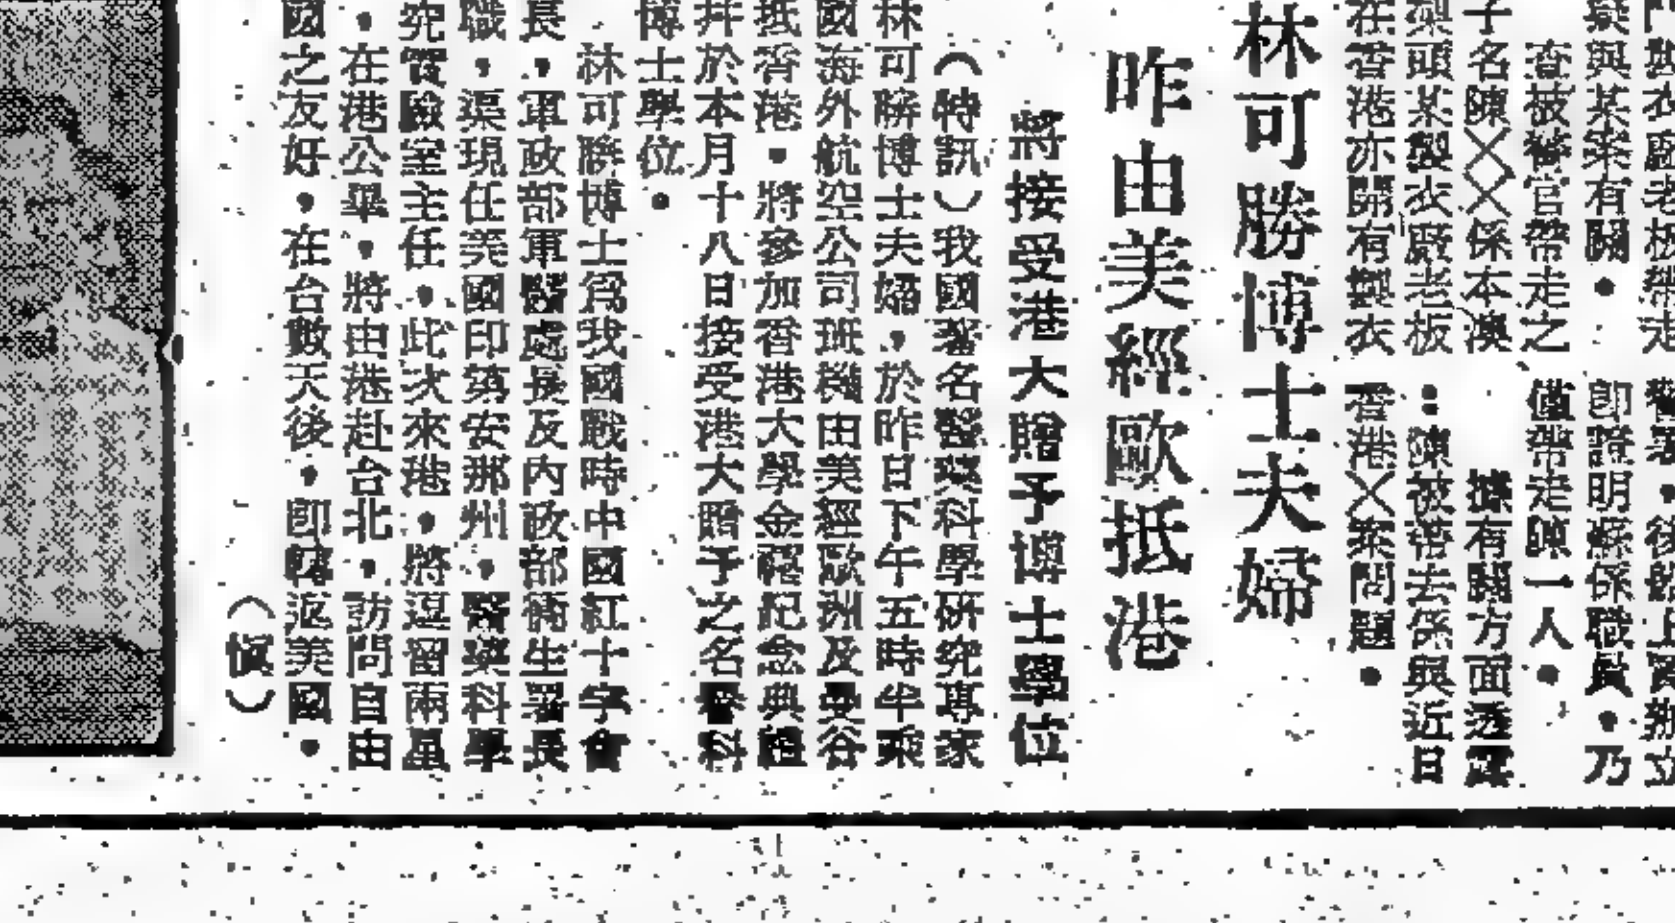 查被警官帶走之
子名陳××係本澳
製衣廠老板
在香港亦開有製衣
即證明蘇係職員。乃
僅帶走陳一人。
據有關方面透露
：陳被帶去係與近日
香港×案問題。
林可勝博士夫婦
昨由美經歐抵港
將接受港大贈予博士學位
（特訊）我國著名醫藥科學研究專家
林可勝博士夫婦，於昨日下午五時半乘
國海外航空公司班機由美經歐洲及曼谷
抵香港。將參加香港大學金禧紀念典禮
并於本月十八日接受港大贈予之名譽科
博士學位。
林可勝博士為我國戰時中國紅十字會
長，軍政部軍醫處長及內政部衛生署長
職，渠現任美國印第安那州，醫藥科學
究實驗室主任，此次來港，將逗留兩星
，在港公畢，將由港赴台北，訪問自由
國之友好。在台數天後，即轉返美國。
（慎）